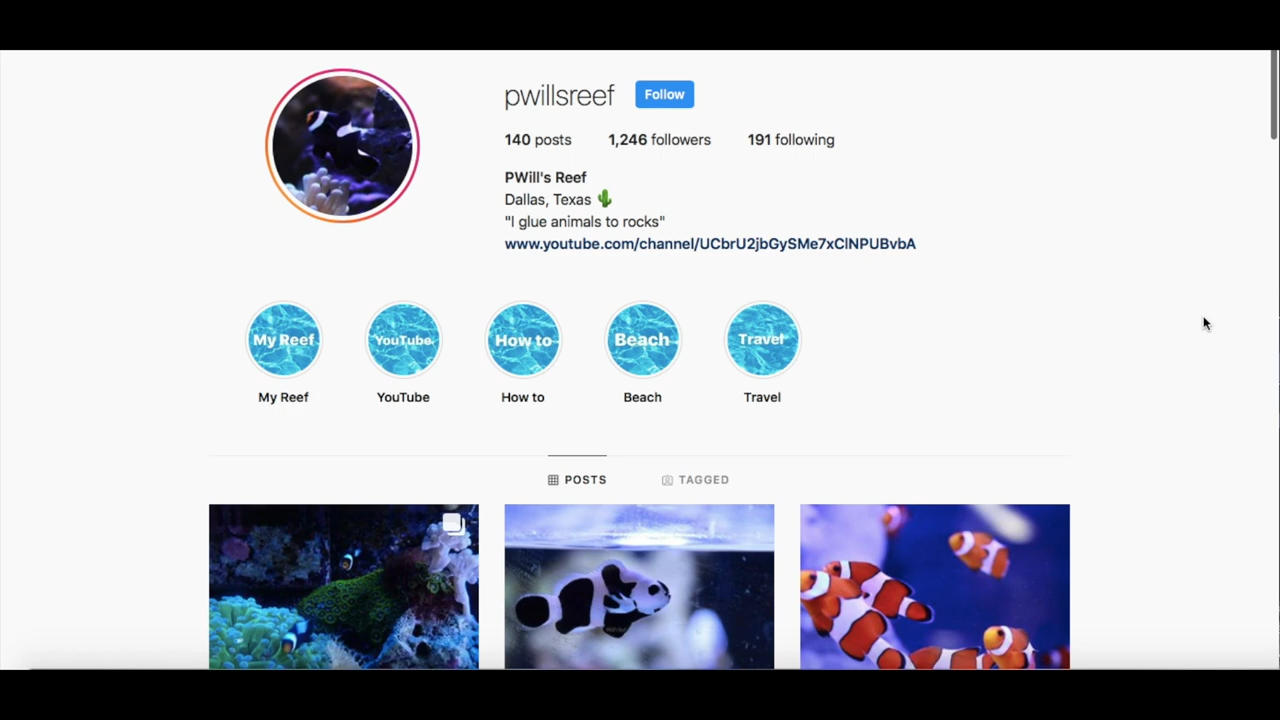 pwillsreef Follow
140 posts 1,246 followers 191 following
PWill's Reef
Dallas, Texas 🌵
"I glue animals to rocks"
www.youtube.com/channel/UCbrU2jbGySMe7xClNPUBvbA
My Reef YouTube How to Beach Travel
My Reef YouTube How to Beach Travel
POSTS TAGGED